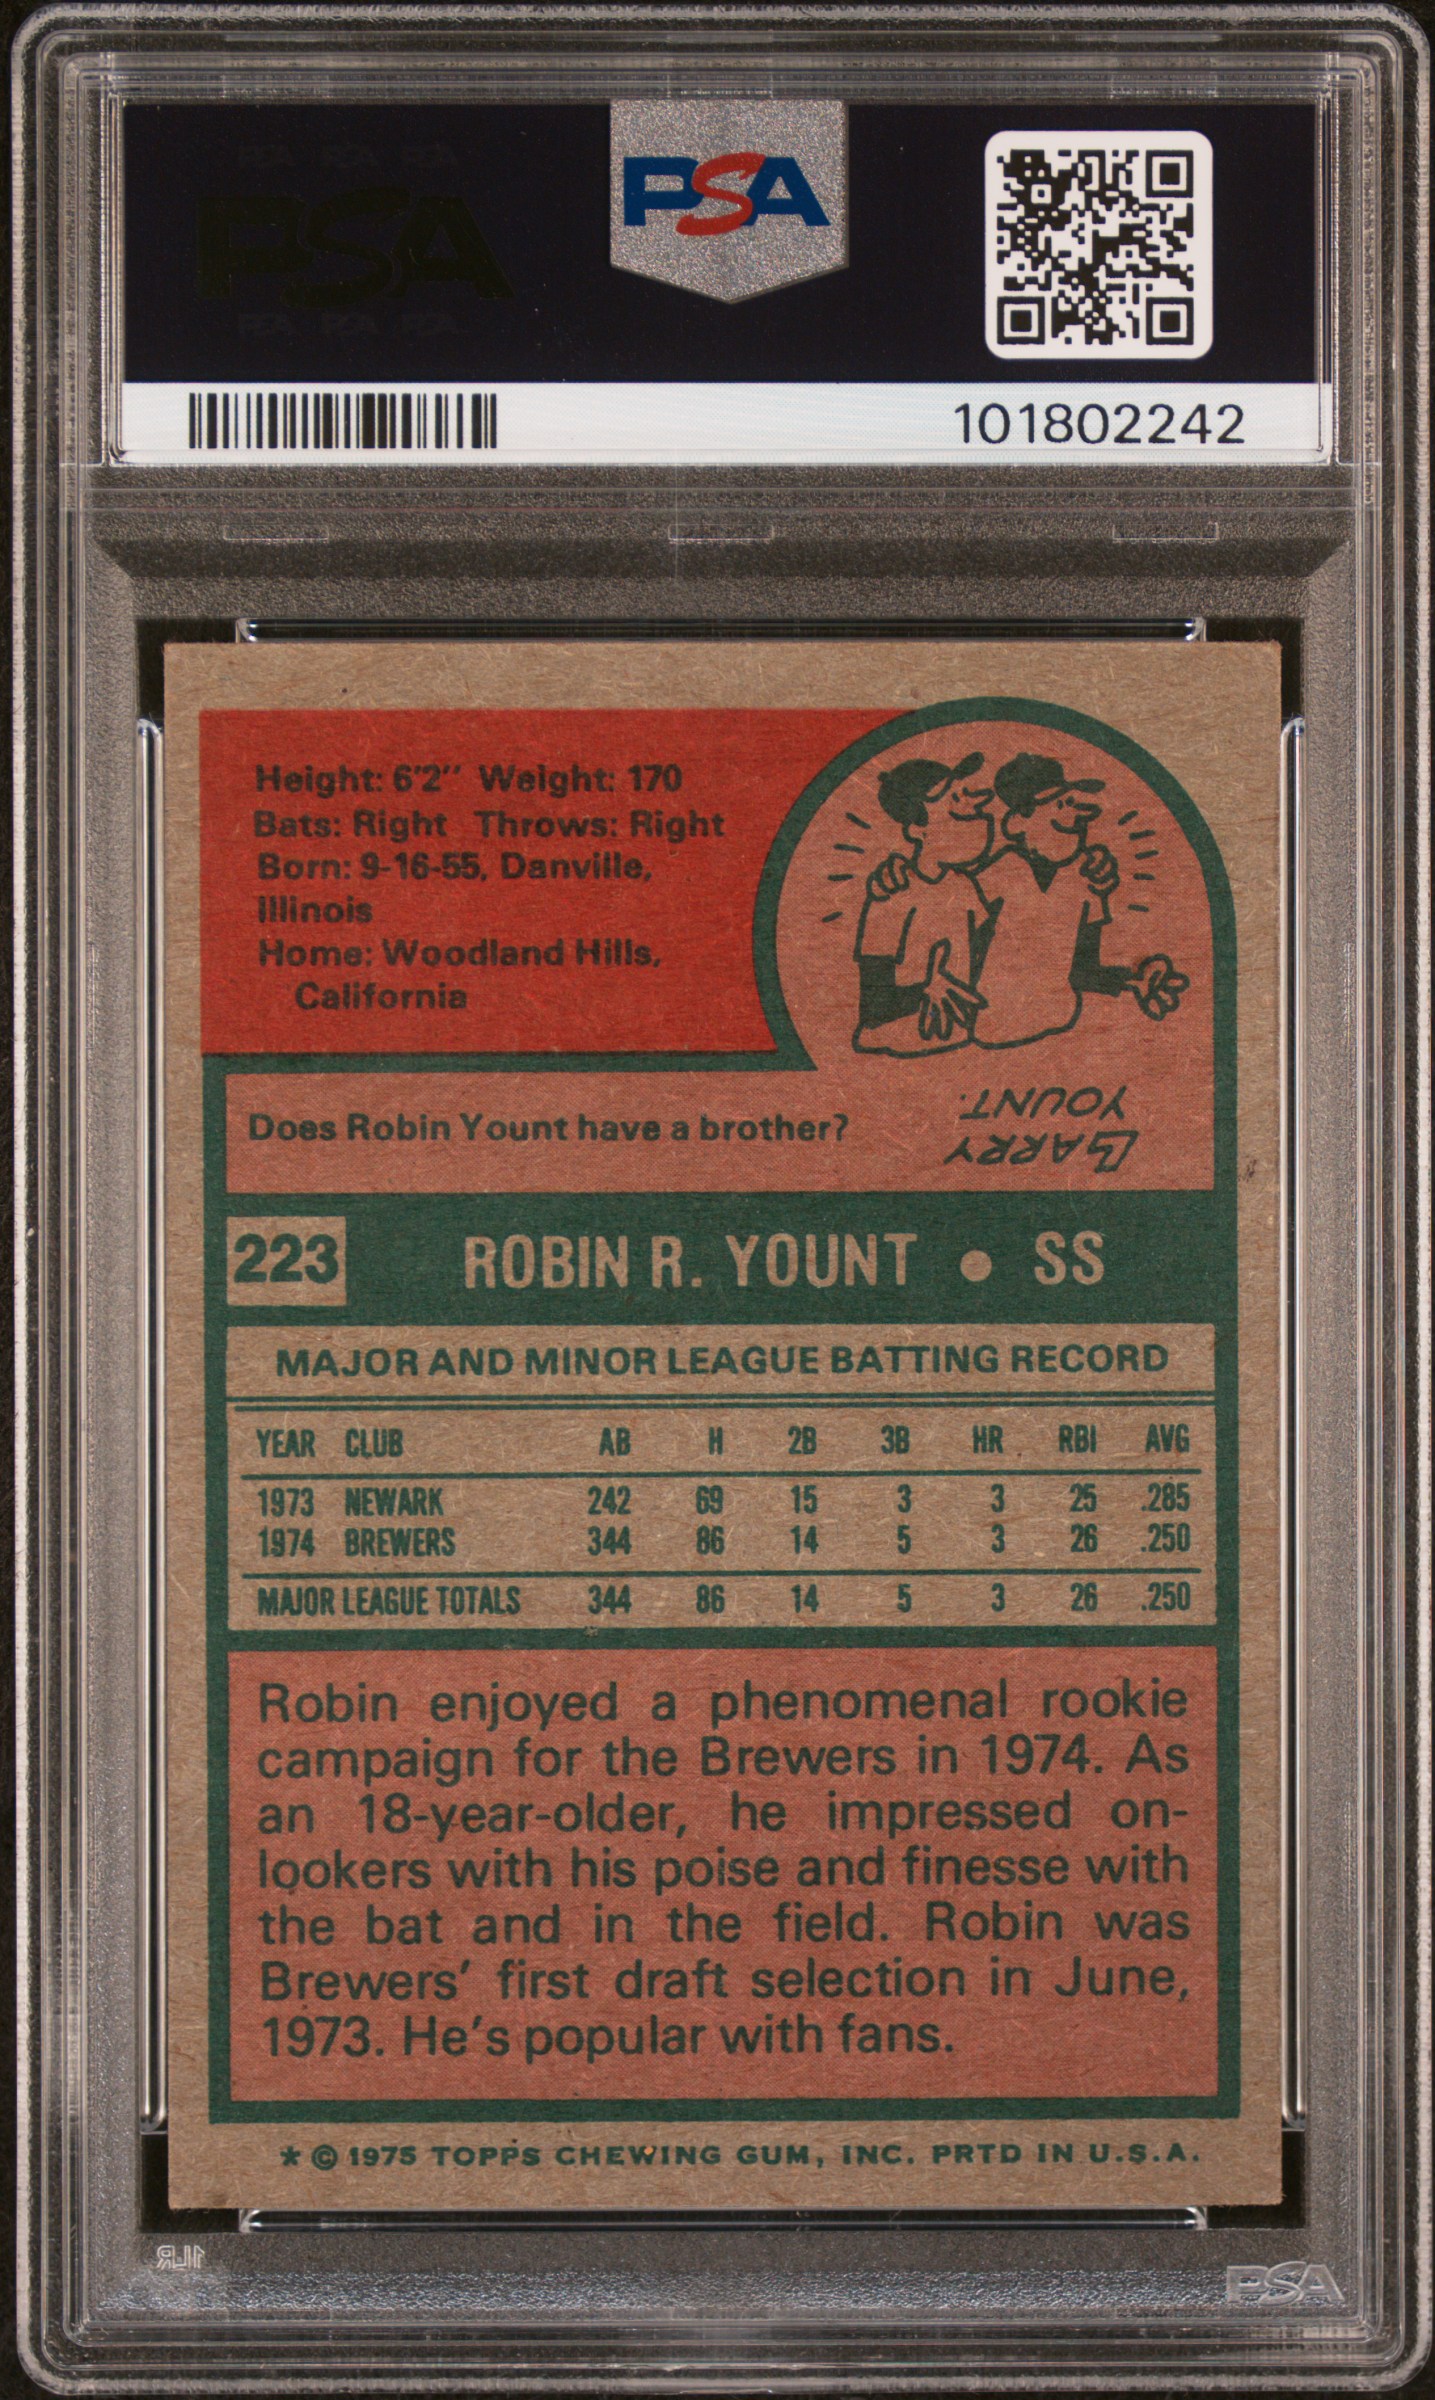 PSA
PSA
101802242
Height: 6'2" Weight: 170
Bats: Right Throws: Right
Born: 9-16-55, Danville,
Illinois
Home: Woodland Hills,
California
Does Robin Yount have a brother?
LARRY
YOUNT.
223 ROBIN R. YOUNT • SS
MAJOR AND MINOR LEAGUE BATTING RECORD
YEAR CLUB AB H 2B 3B HR RBI AVG
1973 NEWARK 242 69 15 3 3 25 .285
1974 BREWERS 344 86 14 5 3 26 .250
MAJOR LEAGUE TOTALS 344 86 14 5 3 26 .250
Robin enjoyed a phenomenal rookie
campaign for the Brewers in 1974. As
an 18-year-older, he impressed on-
lookers with his poise and finesse with
the bat and in the field. Robin was
Brewers' first draft selection in June,
1973. He's popular with fans.
* © 1975 TOPPS CHEWING GUM, INC. PRTD IN U.S.A.
1LR
PSA